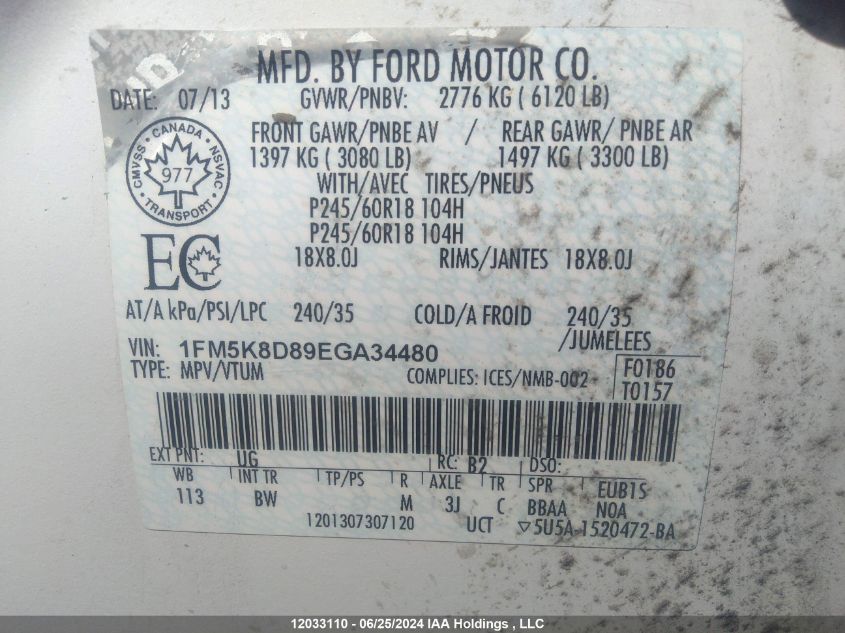 MFD. BY FORD MOTOR CO.
DATE: 07/13 GVWR/PNBV: 2776 KG ( 6120 LB)
FRONT GAWR/PNBE AV / REAR GAWR/ PNBE AR
1397 KG ( 3080 LB) 1497 KG ( 3300 LB)
WITH/AVEC TIRES/PNEUS
P245/60R18 104H
P245/60R18 104H
18X8.0J RIMS/JANTES 18X8.0J
CANADA
CMVSS NSVAC
977
TRANSPORT
EC
AT/A kPa/PSI/LPC 240/35 COLD/A FROID 240/35
/JUMELEES
VIN: 1FM5K8D89EGA34480
TYPE: MPV/VTUM COMPLIES: ICES/NMB-002
F0186
T0157
EXT PNT: UG RC: B2 DSO:
WB INT TR TP/PS R AXLE TR SPR EUB1S
113 BW M 3J C BBAA NOA
1201307307120 UCT ▽5U5A-1520472-BA
12033110 - 06/25/2024 IAA Holdings , LLC